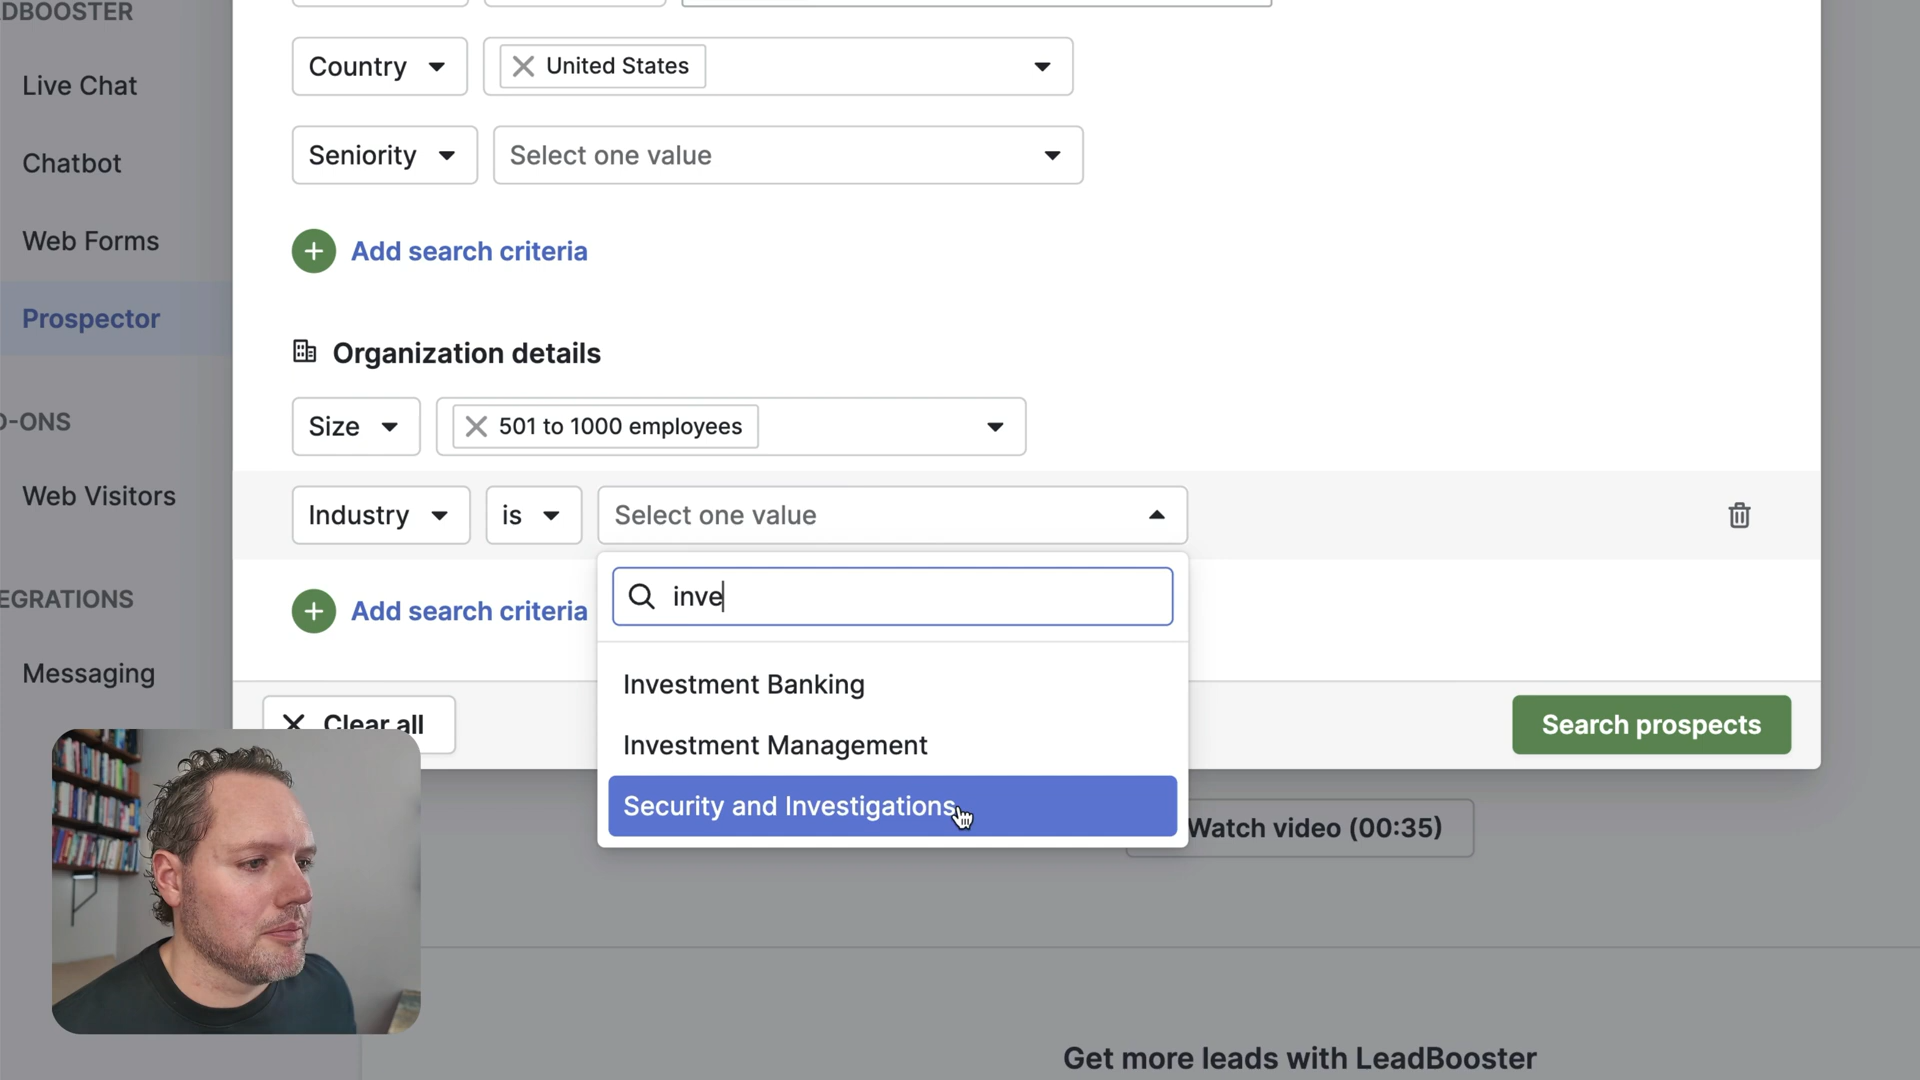 DBOOSTER
Live Chat
Chatbot
Web Forms
Prospector
D-ONS
Web Visitors
EGRATIONS
Messaging
Country
United States
Seniority
Select one value
Add search criteria
Organization details
Size
501 to 1000 employees
Industry
is
Select one value
inve
Add search criteria
Investment Banking
Investment Management
Security and Investigations
Clear all
Search prospects
Watch video (00:35)
Get more leads with LeadBooster